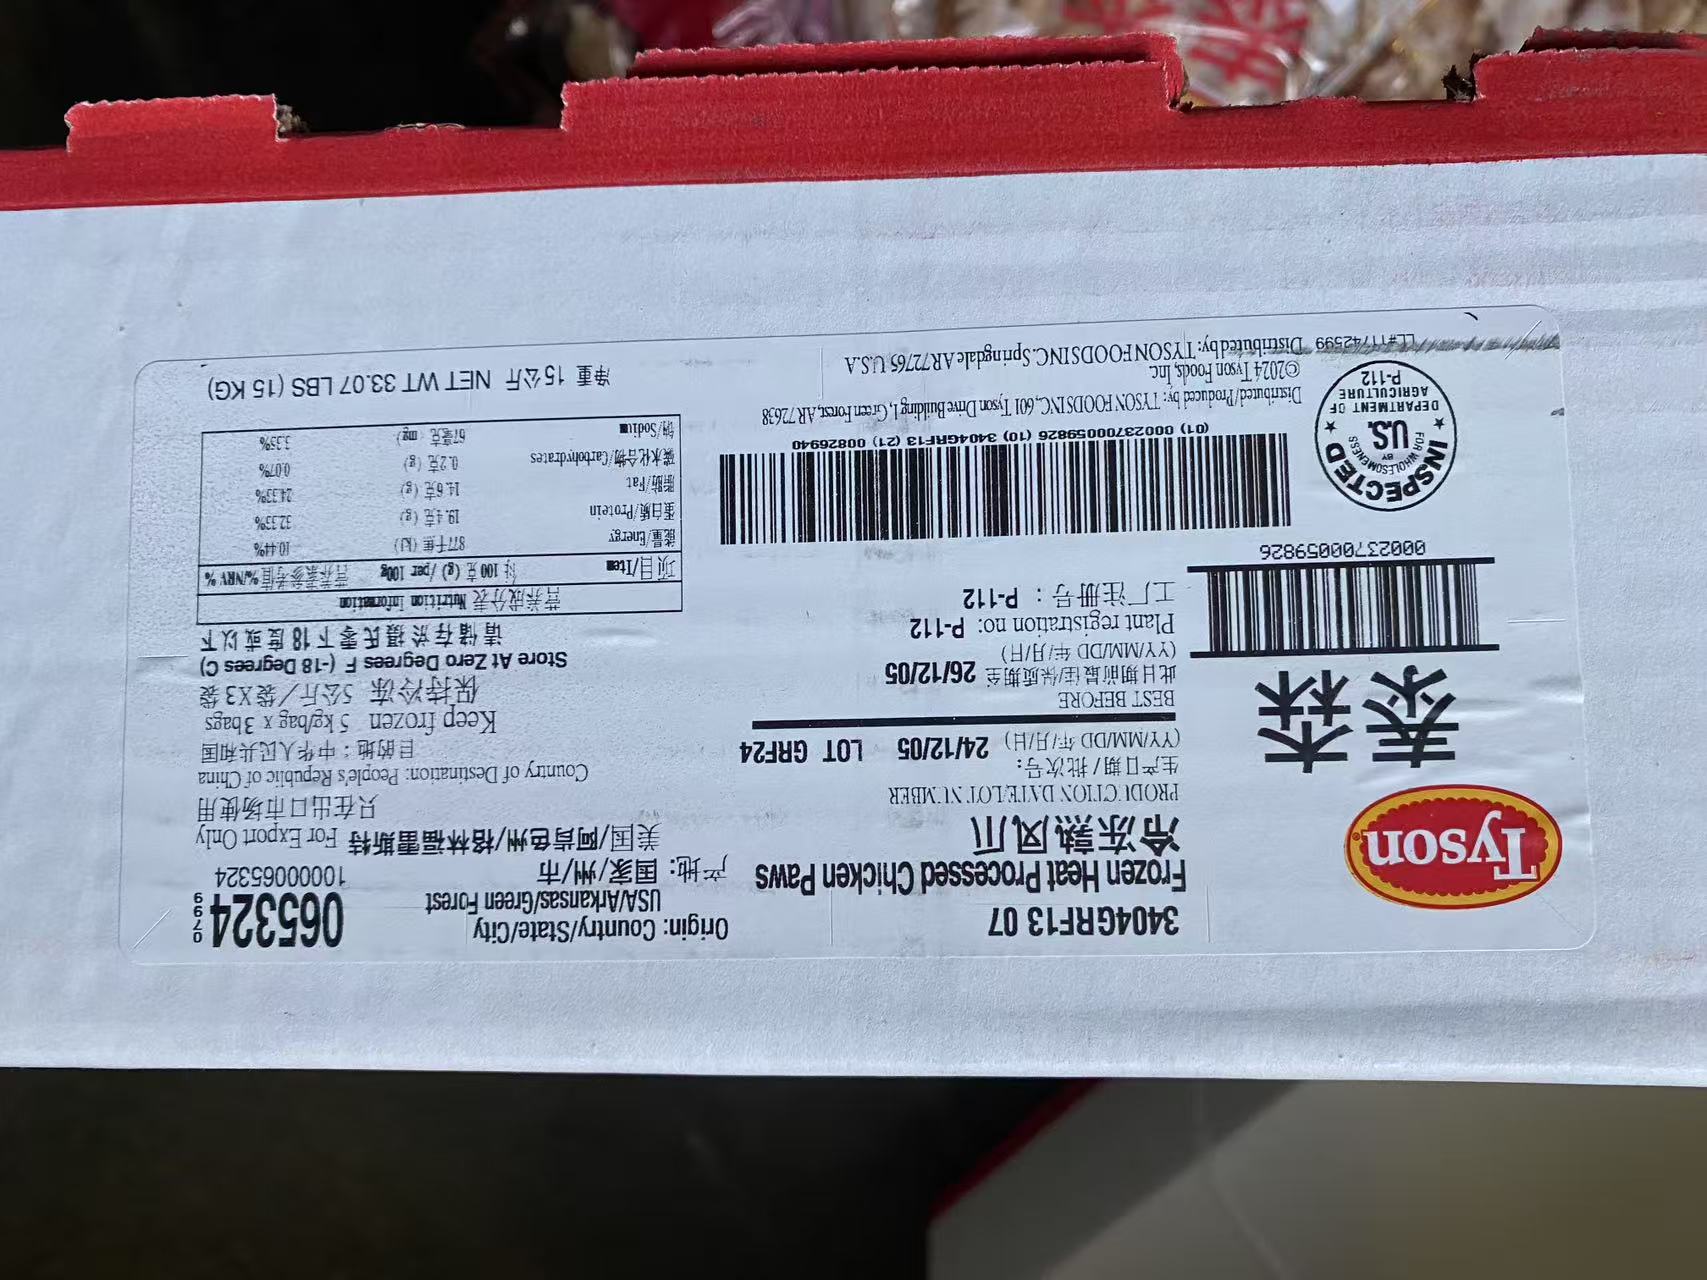 Tyson
泰森
00023700059826
INSPECTED
FOR WHOLESOMENESS
BY
U.S.
DEPARTMENT OF
AGRICULTURE
P-112
LL#11742599
3404GRF13 07
Frozen Heat Processed Chicken Paws
冷冻熟凤爪
PRODUCTION DATE/LOT NUMBER
生产日期/批次号:
(YY/MM/DD 年/月/日) 24/12/05 LOT GRF24
BEST BEFORE
此日期前最佳/保质期至 26/12/05
(YY/MM/DD 年/月/日)
Plant registration no: P-112
工厂注册号: P-112
(01) 00023700059826 (10) 3404GRF13 (21) 00826940
Distributed/Produced by: TYSON FOODS INC, 601 Tyson Drive Building 1, Green Forest, AR 72638
©2024 Tyson Foods, Inc.
Distributed by: TYSON FOODS INC. Springdale AR 72765 U.S.A
Origin: Country/State/City
USA/Arkansas/Green Forest
产地: 国家/州/市
美国/阿肯色州/格林福雷斯特
065324
0799
1000065324
For Export Only
只在出口市场使用
Country of Destination: People's Republic of China
目的地: 中华人民共和国
Keep frozen 5 kg/bag x 3bags
保持冷冻 5公斤/袋X3袋
Store At Zero Degrees F (-18 Degrees C)
请储存于摄氏零下18度或以下
营养成分表 Nutrition Information
项目/Item 每 100 克 (g) /per 100g 营养素参考值%/NRV %
能量/Energy 877千焦 (kJ) 10.44%
蛋白质/Protein 19.4克 (g) 32.33%
脂肪/Fat 14.6克 (g) 24.33%
碳水化合物/Carbohydrates 0.2克 (g) 0.07%
钠/Sodium 67毫克 (mg) 3.35%
净重 15公斤 NET WT 33.07 LBS (15 KG)